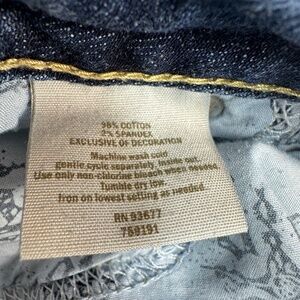 98% COTTON
2% SPANDEX
EXCLUSIVE OF DECORATION
Machine wash cold
gentle cycle separately. Inside out.
Use only non-chlorine bleach when needed.
Tumble dry low.
Iron on lowest setting as needed.
RN 93677
759191